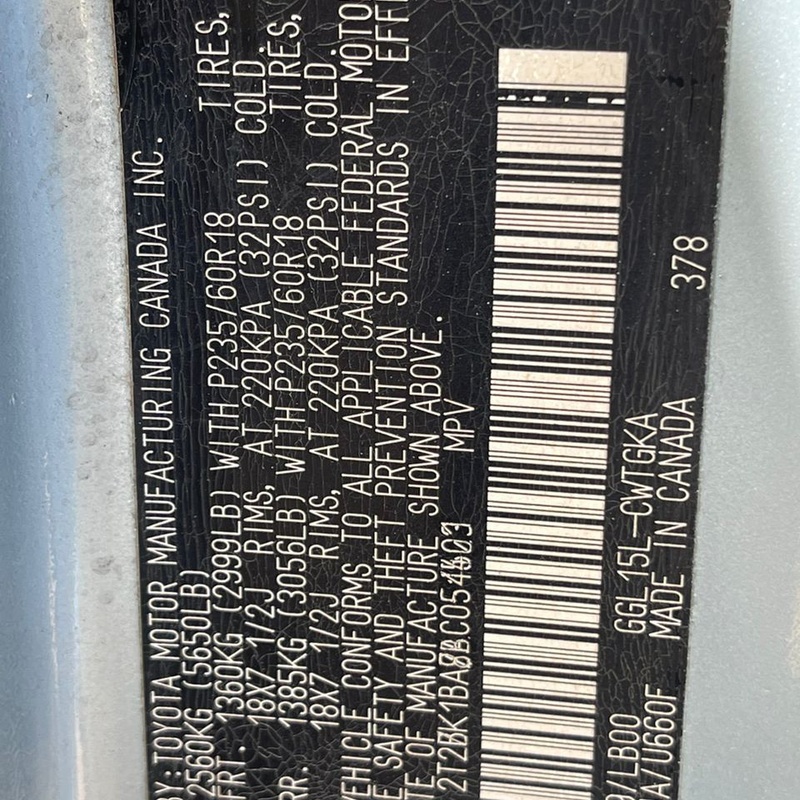 BY:TOYOTA MOTOR MANUFACTURING CANADA INC.
2560KG (5650LB)
FRT. 1360KG (2999LB) WITH P235/60R18 TIRES,
18X7 1/2J RIMS, AT 220KPA (32PSI) COLD.
RR. 1385KG (3056LB) WITH P235/60R18 TIRES,
18X7 1/2J RIMS, AT 220KPA (32PSI) COLD.
VEHICLE CONFORMS TO ALL APPLICABLE FEDERAL MOTO
E SAFETY AND THEFT PREVENTION STANDARDS IN EFF
TE OF MANUFACTURE SHOWN ABOVE.
MPV
GGL15L-CWTGKA 378
/LB00 MADE IN CANADA
A/U660F